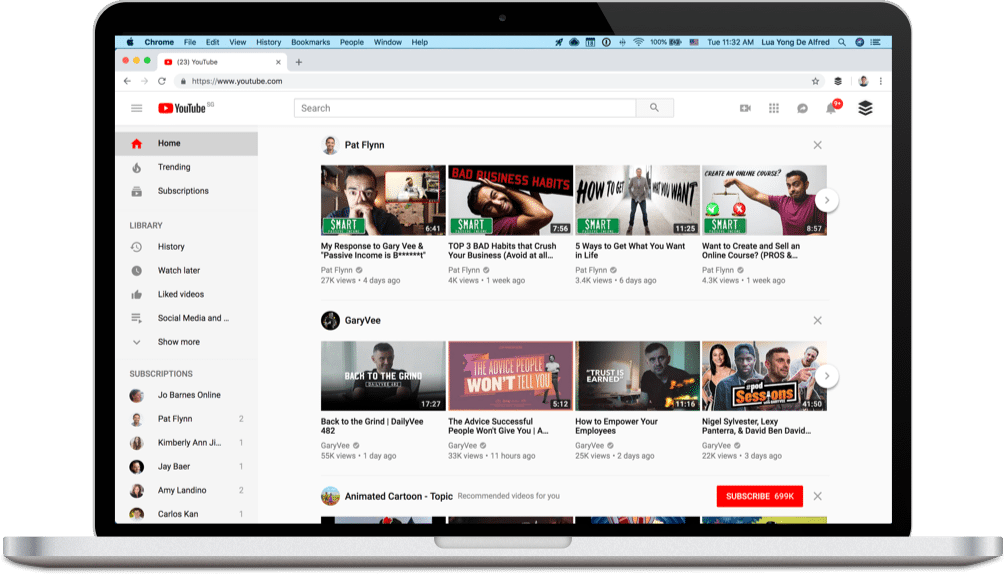 Chrome File Edit View History Bookmarks People Window Help 100% Tue 11:32 AM Lua Yong De Alfred
(23) YouTube
https://www.youtube.com
YouTube SG
Search
9+
Home
Trending
Subscriptions
LIBRARY
History
Watch later
Liked videos
Social Media and ...
Show more
SUBSCRIPTIONS
Jo Barnes Online
Pat Flynn 2
Kimberly Ann Ji... 1
Jay Baer 1
Amy Landino 2
Carlos Kan 1
Pat Flynn
SMART
6:41
My Response to Gary Vee &
"Passive Income is B******t"
Pat Flynn
27K views • 4 days ago
BAD BUSINESS HABITS
SMART
7:56
TOP 3 BAD Habits that Crush
Your Business (Avoid at all...
Pat Flynn
4K views • 1 week ago
HOW TO GET WHAT YOU WANT
SMART
11:25
5 Ways to Get What You Want
in Life
Pat Flynn
3.4K views • 6 days ago
CREATE AN ONLINE COURSE?
SMART
8:57
Want to Create and Sell an
Online Course? (PROS &...
Pat Flynn
4.3K views • 1 week ago
GaryVee
BACK TO THE GRIND
DAILYVEE 482
17:27
Back to the Grind | DailyVee
482
GaryVee
55K views • 1 day ago
THE ADVICE PEOPLE
WON'T TELL YOU
5:12
The Advice Successful
People Won't Give You | A...
GaryVee
33K views • 11 hours ago
"TRUST IS
EARNED"
11:16
How to Empower Your
Employees
GaryVee
25K views • 2 days ago
#pod
Sessions
41:50
Nigel Sylvester, Lexy
Panterra, & David Ben David...
GaryVee
22K views • 3 days ago
Animated Cartoon - Topic Recommended videos for you
SUBSCRIBE 699K